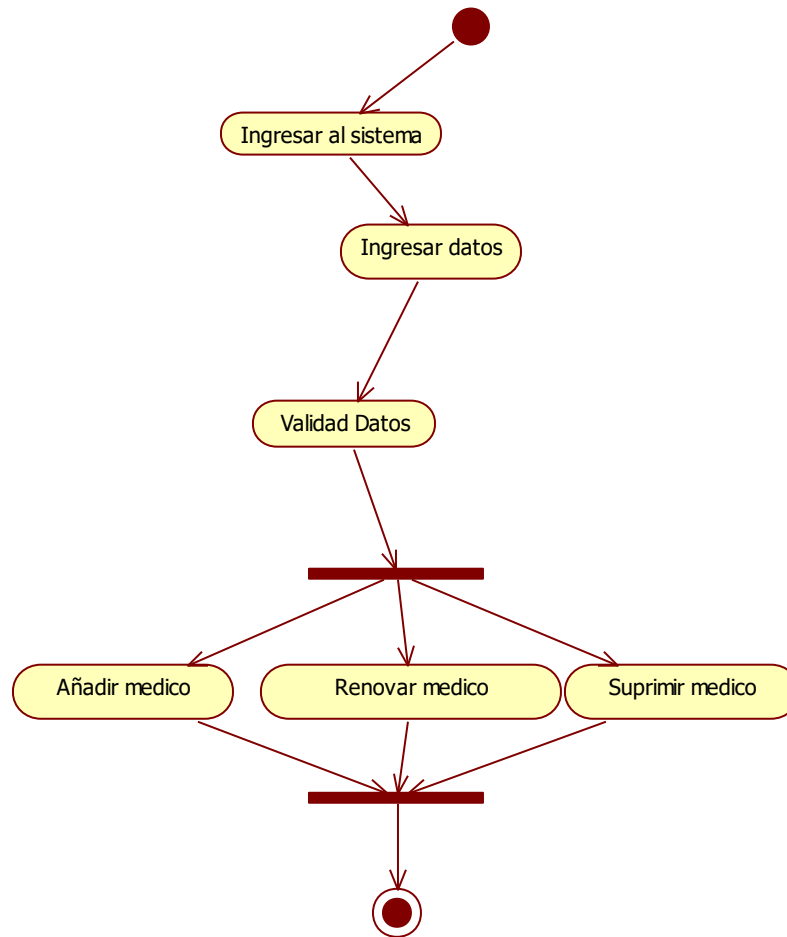 Ingresar al sistema
Ingresar datos
Validad Datos
Añadir medico
Renovar medico
Suprimir medico